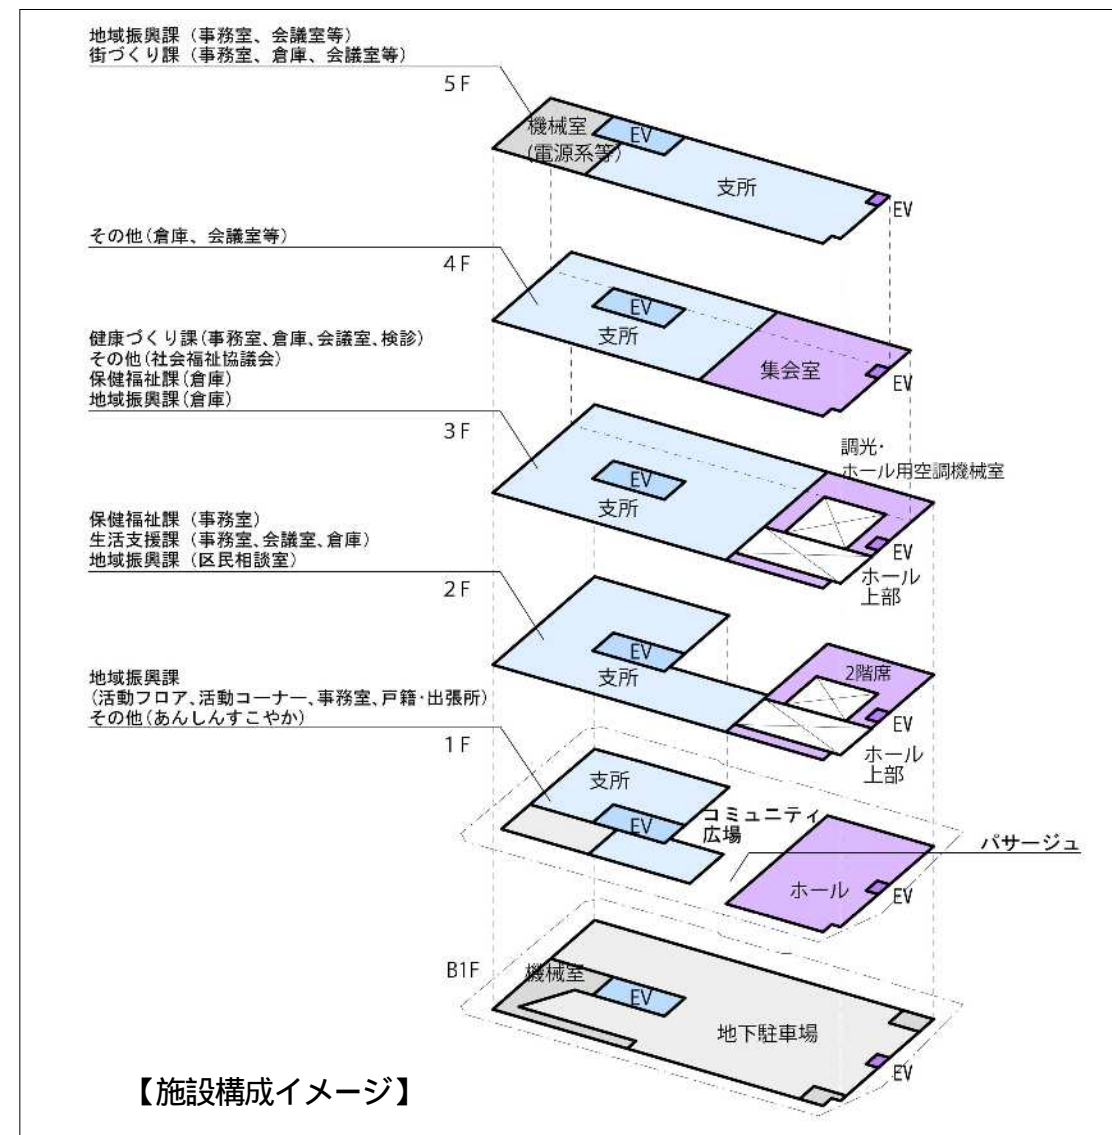 地域振興課（事務室、会議室等）
街づくり課（事務室、倉庫、会議室等）
5F
機械室
(電源系等)
EV
支所
EV
その他(倉庫、会議室等)
4F
EV
支所
集会室
EV
健康づくり課(事務室、倉庫、会議室、検診)
その他(社会福祉協議会)
保健福祉課(倉庫)
地域振興課(倉庫)
3F
EV
支所
調光・
ホール用空調機械室
EV
ホール
上部
保健福祉課（事務室）
生活支援課（事務室、会議室、倉庫）
地域振興課（区民相談室）
2F
EV
支所
2階席
EV
ホール
上部
地域振興課
(活動フロア、活動コーナー、事務室、戸籍・出張所)
その他(あんしんすこやか)
1F
支所
EV
コミュニティ
広場
パサージュ
ホール
EV
B1F
機械室
EV
地下駐車場
EV
【施設構成イメージ】